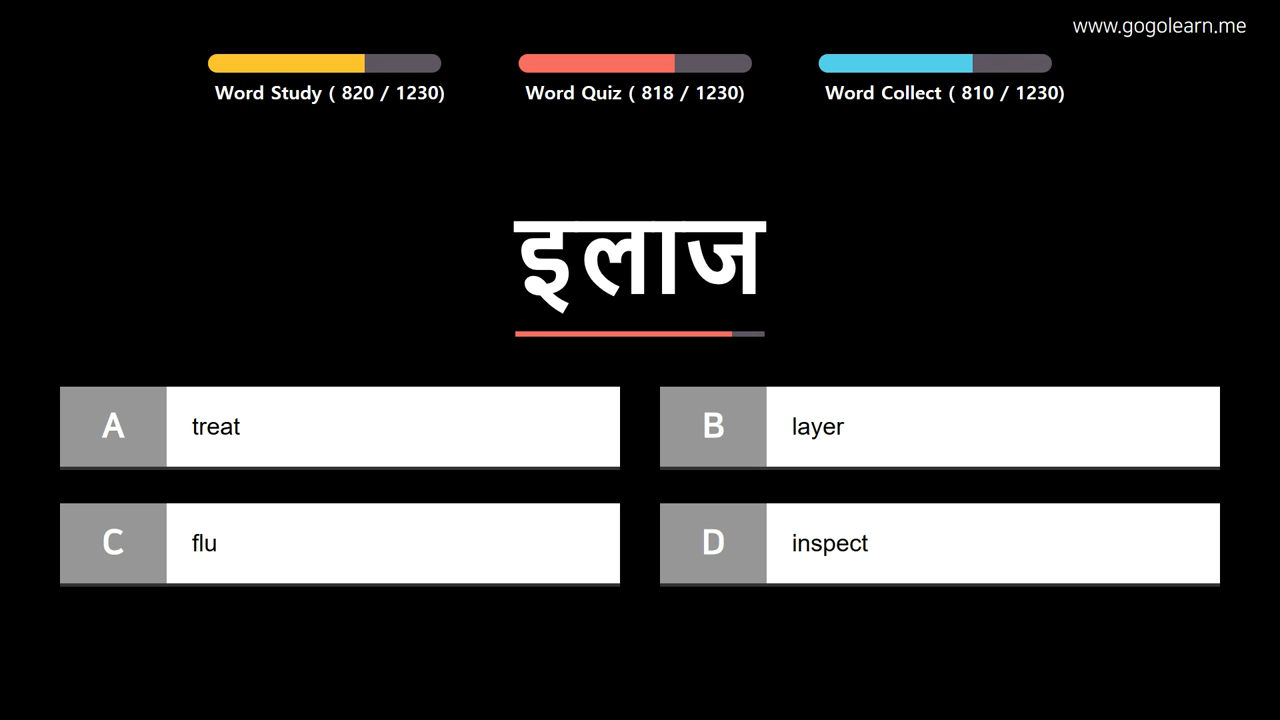 www.gogolearn.me
Word Study ( 820 / 1230)
Word Quiz ( 818 / 1230)
Word Collect ( 810 / 1230)
इलाज
A treat
B layer
C flu
D inspect